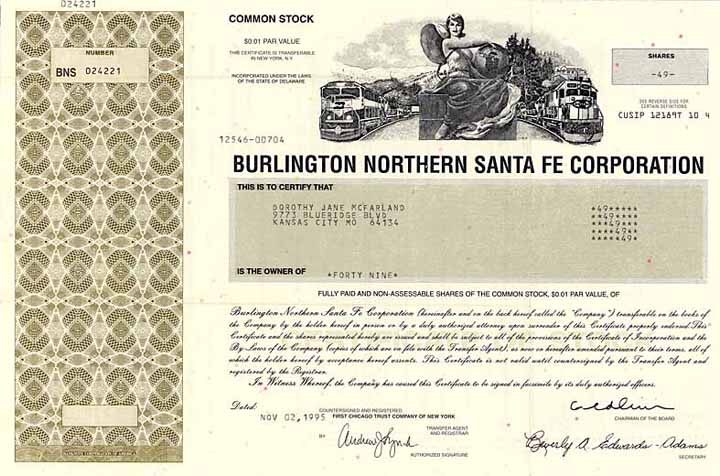 024221
NUMBER
BNS 024221
COMMON STOCK
$0.01 PAR VALUE
THIS CERTIFICATE IS TRANSFERABLE
IN NEW YORK, N.Y.
INCORPORATED UNDER THE LAWS
OF THE STATE OF DELAWARE
SHARES
-49-
SEE REVERSE SIDE FOR
CERTAIN DEFINITIONS
CUSIP 12189T 10 4
12546-00704
BURLINGTON NORTHERN SANTA FE CORPORATION
THIS IS TO CERTIFY THAT
DOROTHY JANE MCFARLAND
9773 BLUERIDGE BLVD
KANSAS CITY MO 64134
*49*****
**49****
***49***
****49**
*****49*
IS THE OWNER OF
*FORTY NINE*
FULLY PAID AND NON-ASSESSABLE SHARES OF THE COMMON STOCK, $0.01 PAR VALUE, OF
Burlington Northern Santa Fe Corporation (hereinafter and on the back hereof called the "Company") transferable on the books of
the Company by the holder hereof in person or by a duly authorized attorney upon surrender of this Certificate properly endorsed. This
Certificate and the shares represented hereby are issued and shall be subject to all of the provisions of the Certificate of Incorporation and the
By-Laws of the Company (copies of which are on file with the Transfer Agent), as now or hereafter amended pursuant to their terms, all of
which the holder hereof by acceptance hereof assents. This Certificate is not valid until countersigned by the Transfer Agent and
registered by the Registrar.
In Witness Whereof, the Company has caused this Certificate to be signed in facsimile by its duly authorized officers.
Dated: NOV 02, 1995
COUNTERSIGNED AND REGISTERED
FIRST CHICAGO TRUST COMPANY OF NEW YORK
TRANSFER AGENT
AND REGISTRAR
BY
AUTHORIZED SIGNATURE
CHAIRMAN OF THE BOARD
Beverly A. Edwards-Adams
SECRETARY